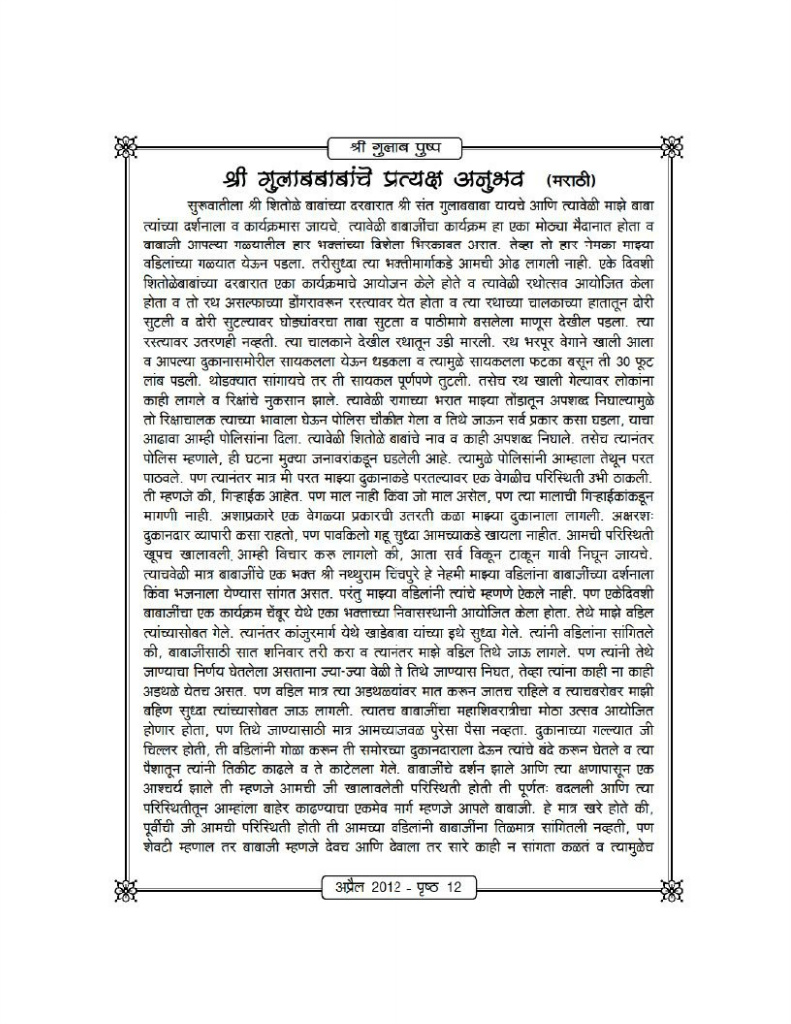 श्री गुलाब पुष्प
श्री गुलाबबाबांचे प्रत्यक्ष अनुभव (मराठी)
सुरूवातीला श्री शितोळे बाबांच्या दरबारात श्री संत गुलाबबाबा यायचे आणि त्यावेळी माझे बाबा
त्यांच्या दर्शनाला व कार्यक्रमास जायचे. त्यावेळी बाबाजींचा कार्यक्रम हा एका मोठ्या मैदानात होता व
बाबाजी आपल्या गळ्यातील हार भक्तांच्या दिशेला भिरकावत असत. तेव्हा तो हार नेमका माझ्या
वडिलांच्या गळ्यात येऊन पडला. तरीसुध्दा त्या भक्तीमार्गाकडे आमची ओढ लागली नाही. एके दिवशी
शितोळेबाबांच्या दरबारात एका कार्यक्रमाचे आयोजन केले होते व त्यावेळी रथोत्सव आयोजित केला
होता व तो रथ असल्फाच्या डोंगरावरून रस्त्यावर येत होता व त्या रथाच्या चालकाच्या हातातून दोरी
सुटली व दोरी सुटल्यावर घोड्यांवरचा ताबा सुटता व पाठीमागे बसलेला माणूस देखील पडला. त्या
रस्त्यावर उतरणही नव्हती. त्या चालकाने देखील रथातून उडी मारली. रथ भरपूर वेगाने खाली आला
व आपल्या दुकानासमोरील सायकलला येऊन धडकला व त्यामुळे सायकलला फटका बसून ती 30 फूट
लांब पडली. थोडक्यात सांगायचे तर ती सायकल पूर्णपणे तुटली. तसेच रथ खाली गेल्यावर लोकांना
काही लागले व रिक्षांचे नुकसान झाले. त्यावेळी रागाच्या भरात माझ्या तोंडातून अपशब्द निघाल्यामुळे
तो रिक्षाचालक त्याच्या भावाला घेऊन पोलिस चौकीत गेला व तिथे जाऊन सर्व प्रकार कसा घडला, याचा
आढावा आम्ही पोलिसांना दिला. त्यावेळी शितोळे बाबांचे नाव व काही अपशब्द निघाले. तसेच त्यानंतर
पोलिस म्हणाले, ही घटना मुक्या जनावरांकडून घडलेली आहे. त्यामुळे पोलिसांनी आम्हाला तेथून परत
पाठवले. पण त्यानंतर मात्र मी परत माझ्या दुकानाकडे परतल्यावर एक वेगळीच परिस्थिती उभी ठाकली.
ती म्हणजे की, गिऱ्हाईक आहेत. पण माल नाही किंवा जो माल असेल, पण त्या मालाची गिऱ्हाईकांकडून
मागणी नाही. अशाप्रकारे एक वेगळ्या प्रकारची उतरती कळा माझ्या दुकानाला लागली. अक्षरशः
दुकानदार व्यापारी कसा राहतो, पण पावकिलो गहू सुध्दा आमच्याकडे खायला नाहीत. आमची परिस्थिती
खूपच खालावली. आम्ही विचार करू लागलो की, आता सर्व विकून टाकून गावी निघून जायचे.
त्याचवेळी मात्र बाबाजींचे एक भक्त श्री नथ्थुराम चिंचपुरे हे नेहमी माझ्या वडिलांना बाबाजींच्या दर्शनाला
किंवा भजनाला येण्यास सांगत असत. परंतु माझ्या वडिलांनी त्यांचे म्हणणे ऐकले नाही. पण एकेदिवशी
बाबाजींचा एक कार्यक्रम चेंबूर येथे एका भक्ताच्या निवासस्थानी आयोजित केला होता. तेथे माझे वडिल
त्यांच्यासोबत गेले. त्यानंतर कांजुरमार्ग येथे खाडेबाबा यांच्या इथे सुध्दा गेले. त्यांनी वडिलांना सांगितले
की, बाबाजींसाठी सात शनिवार तरी करा व त्यानंतर माझे वडिल तिथे जाऊ लागले. पण त्यांनी तेथे
जाण्याचा निर्णय घेतलेला असताना ज्या-ज्या वेळी ते तिथे जाण्यास निघत, तेव्हा त्यांना काही ना काही
अडथळे येतच असत. पण वडिल मात्र त्या अडथळ्यांवर मात करून जातच राहिले व त्याचबरोबर माझी
बहिण सुध्दा त्यांच्यासोबत जाऊ लागली. त्यातच बाबाजींचा महाशिवरात्रीचा मोठा उत्सव आयोजित
होणार होता, पण तिथे जाण्यासाठी मात्र आमच्याजवळ पुरेसा पैसा नव्हता. दुकानाच्या गल्ल्यात जी
चिल्लर होती, ती वडिलांनी गोळा करून ती समोरच्या दुकानदाराला देऊन त्यांचे बंदे करून घेतले व त्या
पैशातून त्यांनी तिकीट काढले व ते काटेलला गेले. बाबाजींचे दर्शन झाले आणि त्या क्षणापासून एक
आश्चर्य झाले ती म्हणजे आमची जी खालावलेती परिस्थिती होती ती पूर्णतः बदलली आणि त्या
परिस्थितीतून आम्हांला बाहेर काढण्याचा एकमेव मार्ग म्हणजे आपले बाबाजी. हे मात्र खरे होते की,
पूर्वीची जी आमची परिस्थिती होती ती आमच्या वडिलांनी बाबाजींना तिळमात्र सांगितली नव्हती, पण
शेवटी म्हणाल तर बाबाजी म्हणजे देवच आणि देवाला तर सारे काही न सांगता कळतं व त्यामुळेच
अप्रैल 2012 - पृष्ठ 12